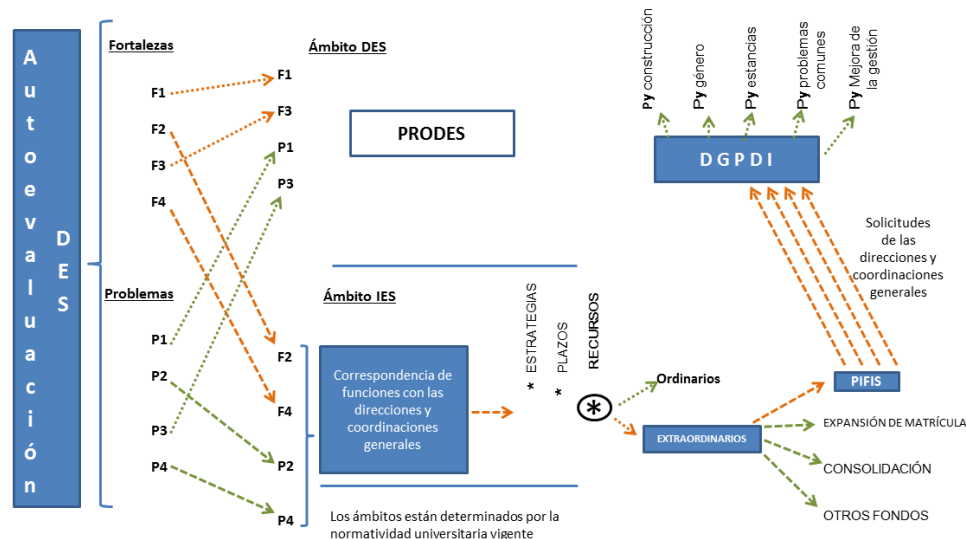 Autoevaluación
DES
Fortalezas
F1
F2
F3
F4
Problemas
P1
P2
P3
P4
Ámbito DES
F1
F3
P1
P3
PRODES
Ámbito IES
F2
F4
P2
P4
Correspondencia de
funciones con las
direcciones y
coordinaciones
generales
* ESTRATEGIAS
* PLAZOS
RECURSOS
*
Los ámbitos están determinados por la
normatividad universitaria vigente
Ordinarios
EXTRAORDINARIOS
PIFIS
EXPANSIÓN DE MATRÍCULA
CONSOLIDACIÓN
OTROS FONDOS
Solicitudes
de las
direcciones y
coordinaciones
generales
DGPDI
Py construcción
Py género
Py estancias
Py problemas
comunes
Py Mejora de
la gestión